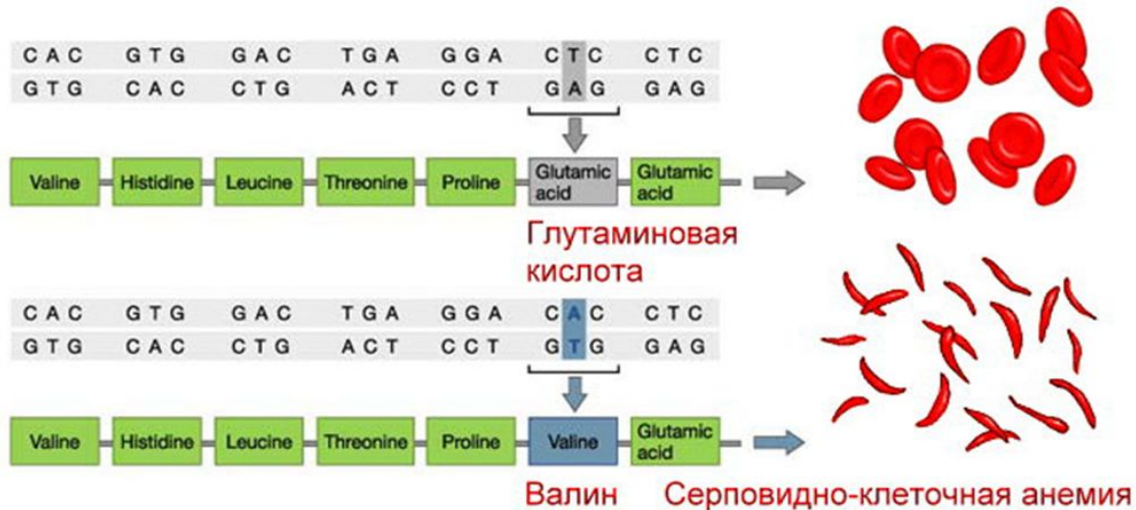 CAC GTG GAC TGA GGA CTC CTC
GTG CAC CTG ACT CCT GAG GAG
Valine Histidine Leucine Threonine Proline Glutamic acid Glutamic acid
Глутаминовая
кислота
CAC GTG GAC TGA GGA CAC CTC
GTG CAC CTG ACT CCT GTG GAG
Valine Histidine Leucine Threonine Proline Valine Glutamic acid
Валин Серповидно-клеточная анемия